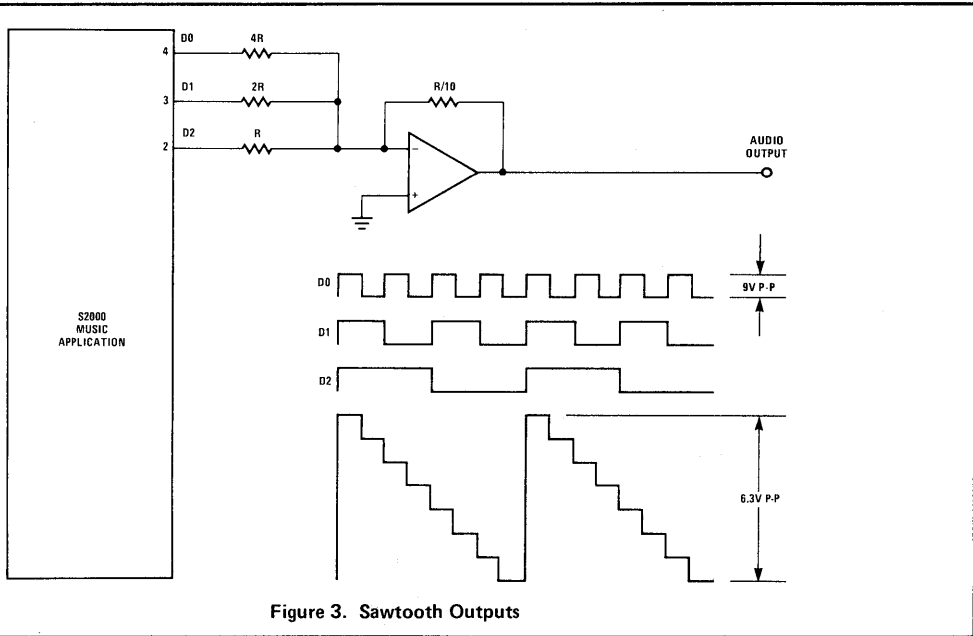 D0 4R
4
D1 2R
3
R/10
D2 R
2
−
+
AUDIO
OUTPUT
S2000
MUSIC
APPLICATION
D0
9V P-P
D1
D2
6.3V P-P
Figure 3. Sawtooth Outputs